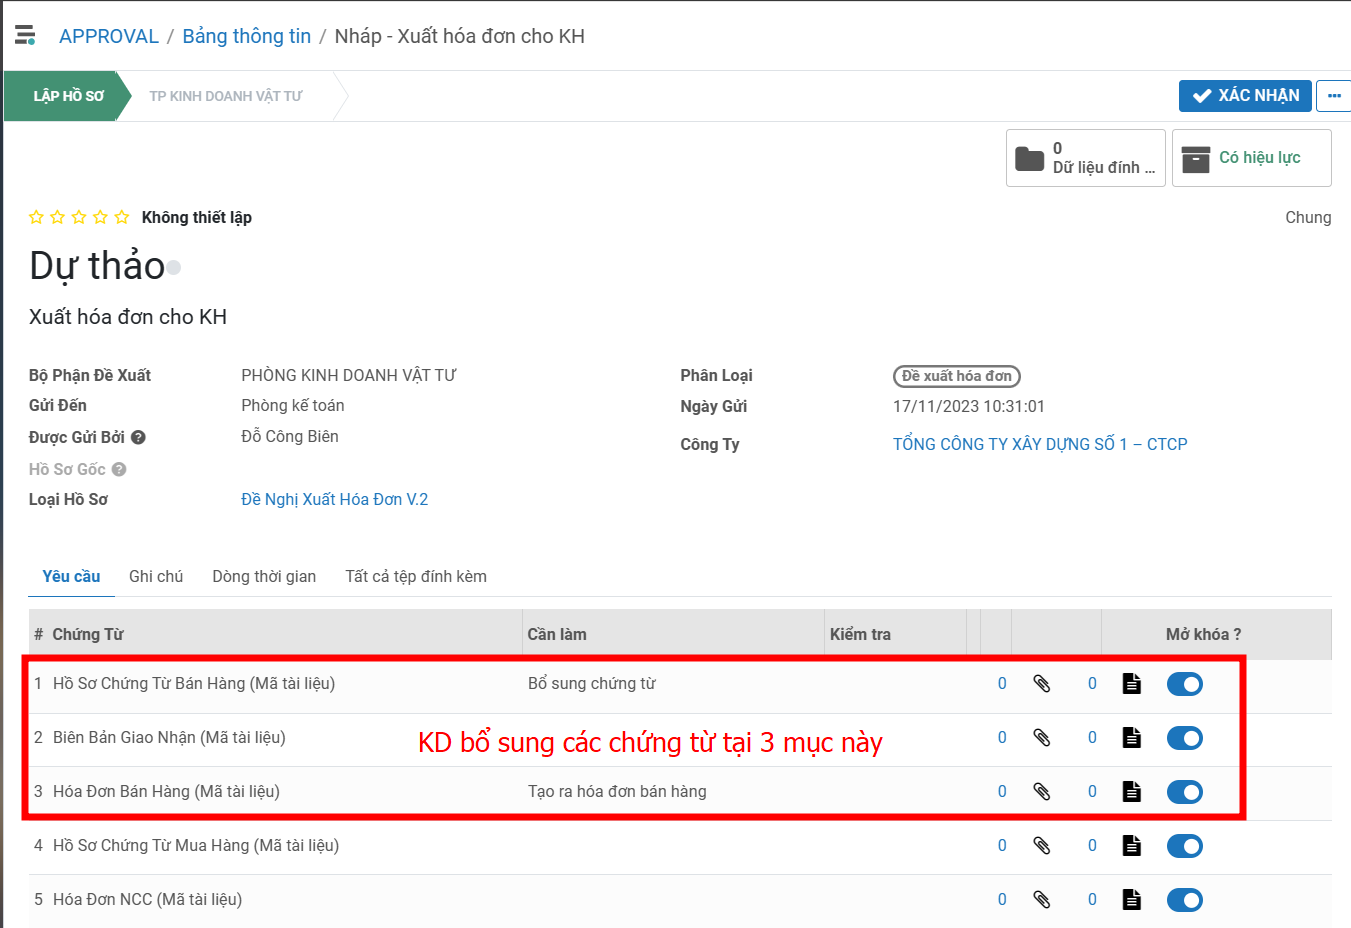 APPROVAL / Bảng thông tin / Nháp - Xuất hóa đơn cho KH
LẬP HỒ SƠ
TP KINH DOANH VẬT TƯ
XÁC NHẬN
0
Dữ liệu đính ...
Có hiệu lực
Không thiết lập
Chung
Dự thảo
Xuất hóa đơn cho KH
Bộ Phận Đề Xuất PHÒNG KINH DOANH VẬT TƯ
Phân Loại Đề xuất hóa đơn
Gửi Đến Phòng kế toán
Ngày Gửi 17/11/2023 10:31:01
Được Gửi Bởi ? Đỗ Công Biên
Công Ty TỔNG CÔNG TY XÂY DỰNG SỐ 1 – CTCP
Hồ Sơ Gốc ?
Loại Hồ Sơ Đề Nghị Xuất Hóa Đơn V.2
Yêu cầu Ghi chú Dòng thời gian Tất cả tệp đính kèm
# Chứng Từ Cần làm Kiểm tra Mở khóa ?
1 Hồ Sơ Chứng Từ Bán Hàng (Mã tài liệu) Bổ sung chứng từ 0 0
2 Biên Bản Giao Nhận (Mã tài liệu) 0 0
KD bổ sung các chứng từ tại 3 mục này
3 Hóa Đơn Bán Hàng (Mã tài liệu) Tạo ra hóa đơn bán hàng 0 0
4 Hồ Sơ Chứng Từ Mua Hàng (Mã tài liệu) 0 0
5 Hóa Đơn NCC (Mã tài liệu) 0 0